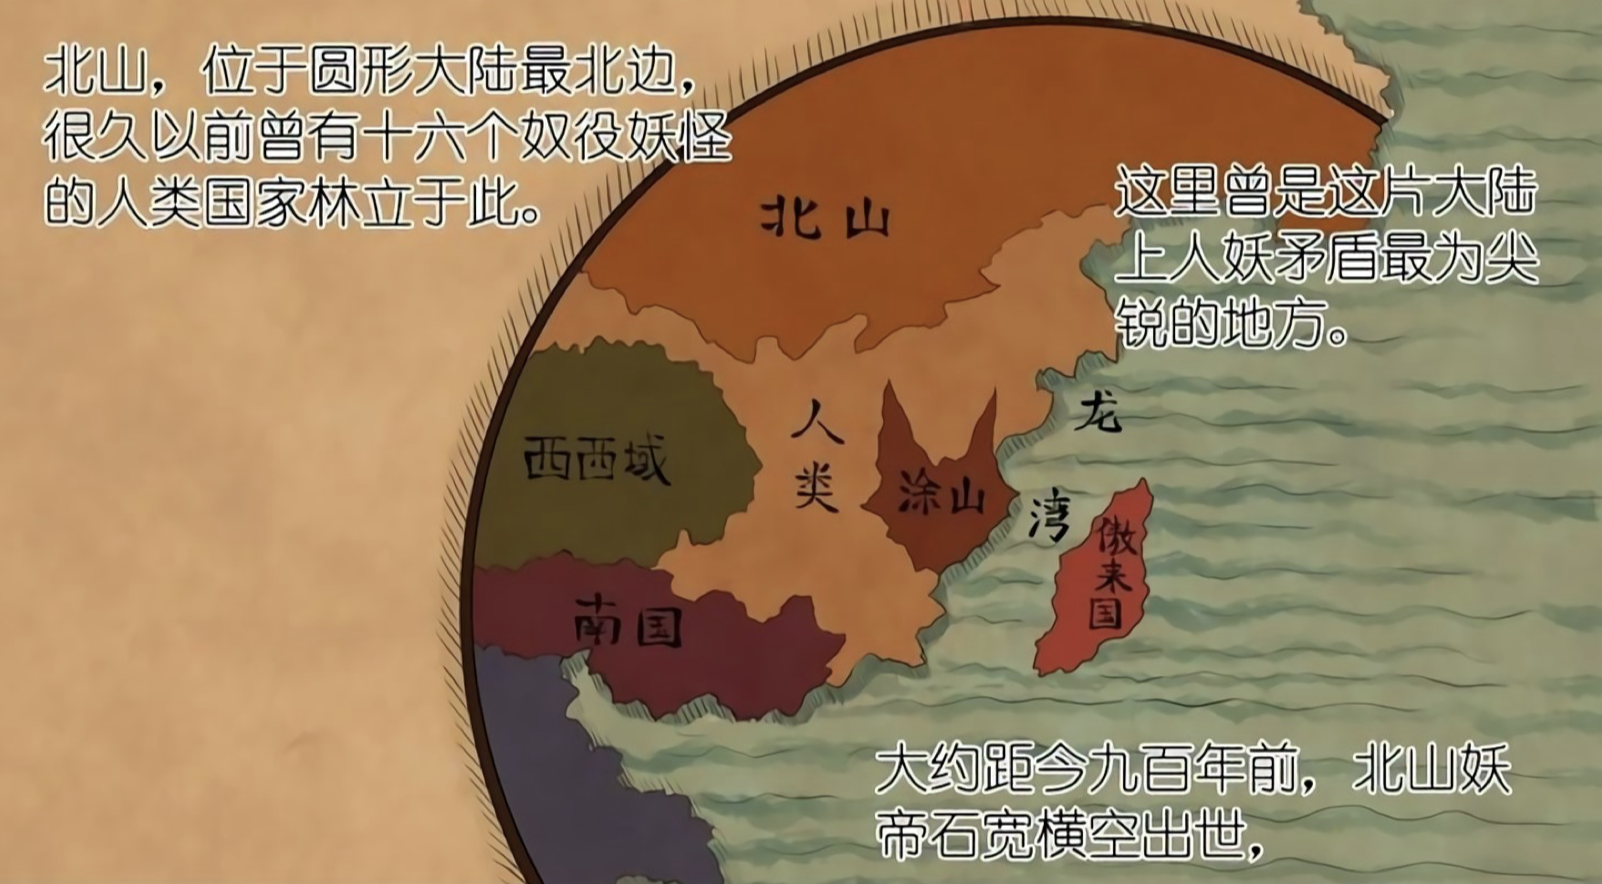 北山，位于圆形大陆最北边，
很久以前曾有十六个奴役妖怪
的人类国家林立于此。
这里曾是这片大陆
上人妖矛盾最为尖
锐的地方。
北山
西西域
人类
涂山
龙湾
傲来国
南国
大约距今九百年前，北山妖
帝石宽横空出世，